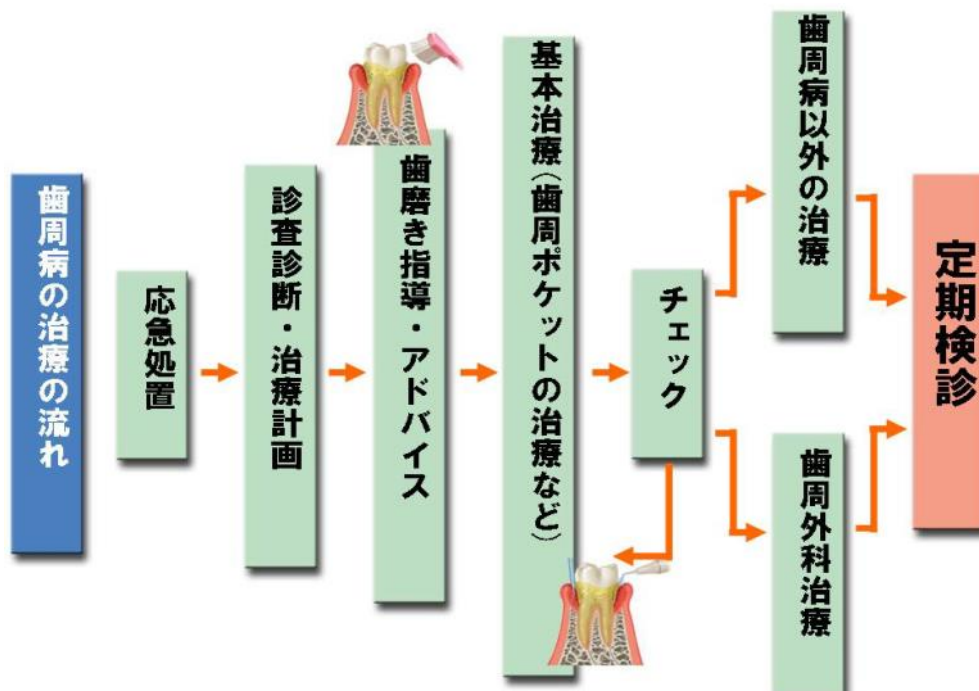 歯周病の治療の流れ
応急処置
診査診断・治療計画
歯磨き指導・アドバイス
基本治療(歯周ポケットの治療など)
チェック
歯周病以外の治療
歯周外科治療
定期検診